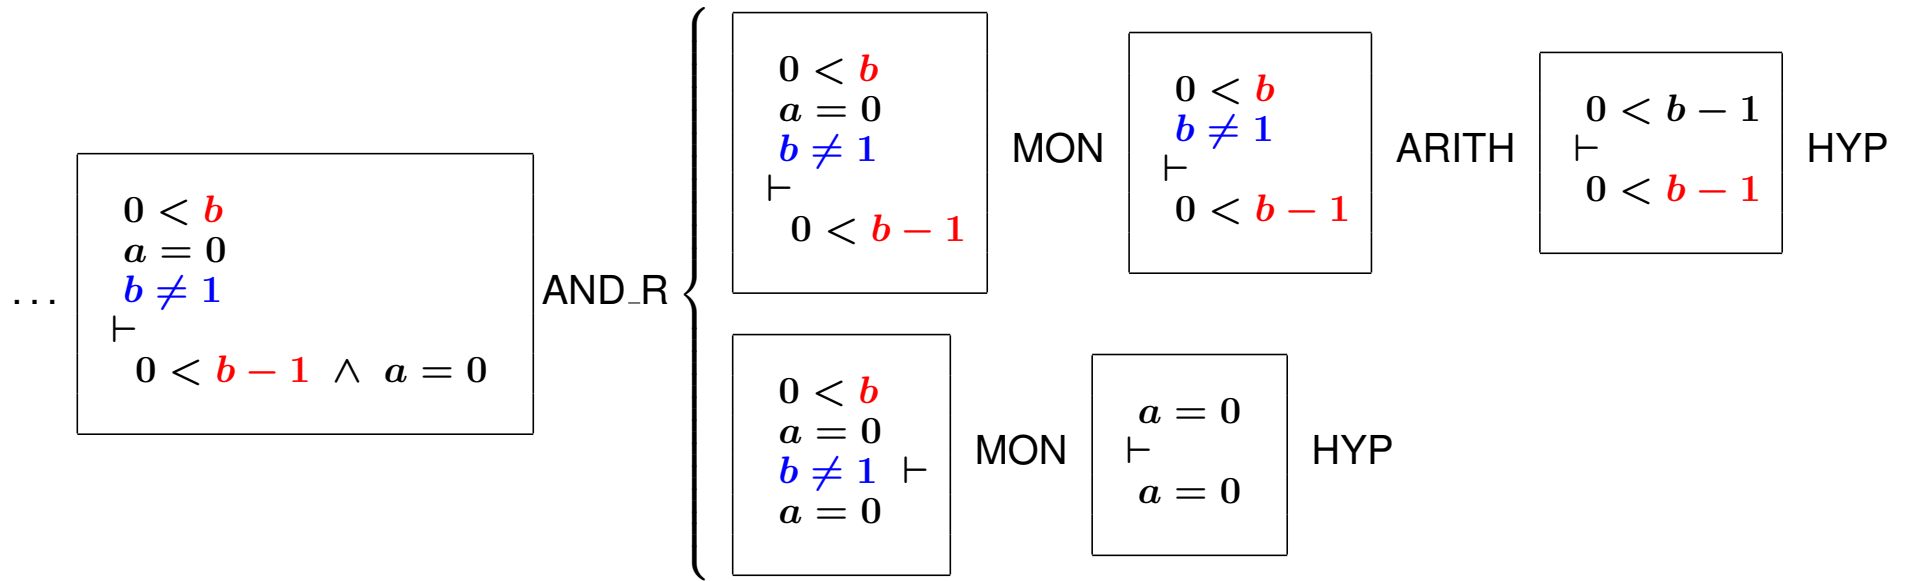 0 < b
a = 0
b ≠ 1
⊢
0 < b − 1 ∧ a = 0
... AND_R
0 < b
a = 0
b ≠ 1
⊢
0 < b − 1
MON
0 < b
b ≠ 1
⊢
0 < b − 1
ARITH
0 < b − 1
⊢
0 < b − 1
HYP
0 < b
a = 0
b ≠ 1 ⊢
a = 0
MON
a = 0
⊢
a = 0
HYP